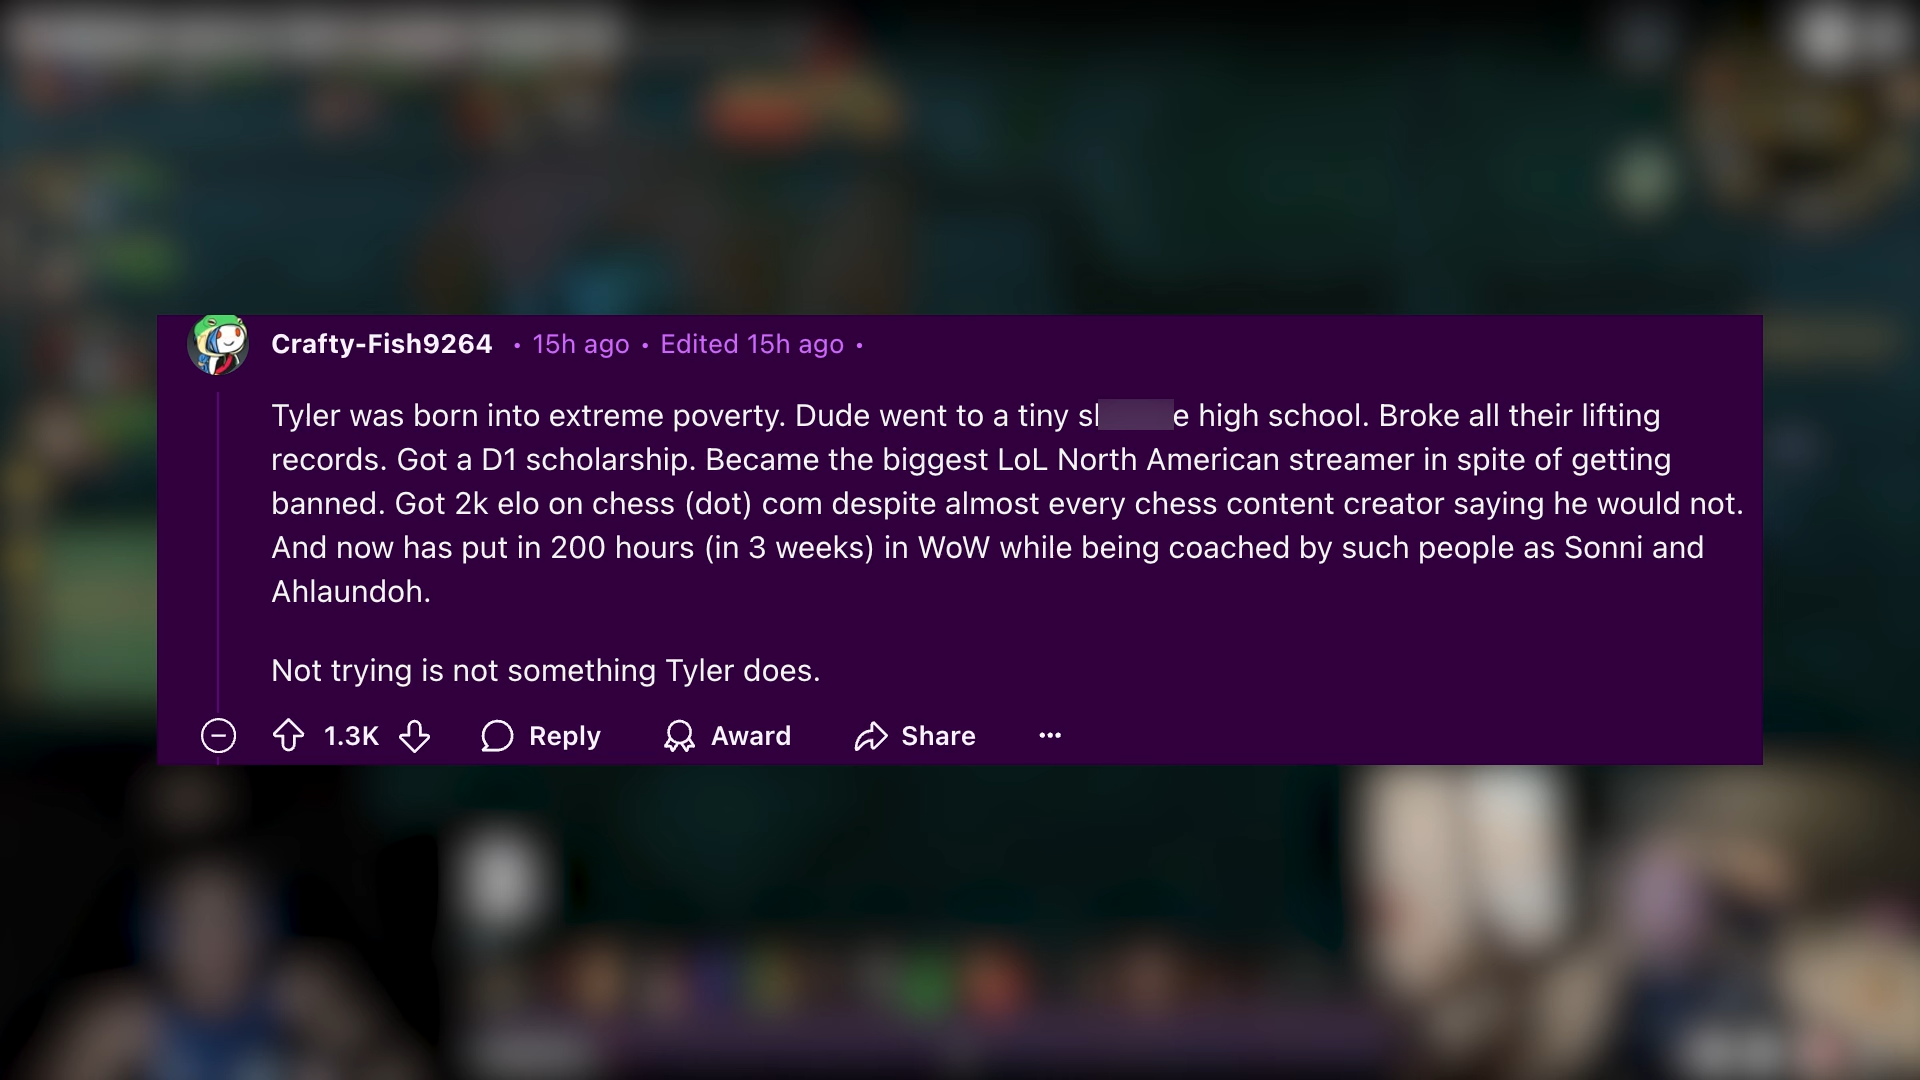 Crafty-Fish9264 • 15h ago • Edited 15h ago •
Tyler was born into extreme poverty. Dude went to a tiny high school. Broke all their lifting
records. Got a D1 scholarship. Became the biggest LoL North American streamer in spite of getting
banned. Got 2k elo on chess (dot) com despite almost every chess content creator saying he would not.
And now has put in 200 hours (in 3 weeks) in WoW while being coached by such people as Sonni and
Ahlaundoh.
Not trying is not something Tyler does.
1.3K Reply Award Share ...